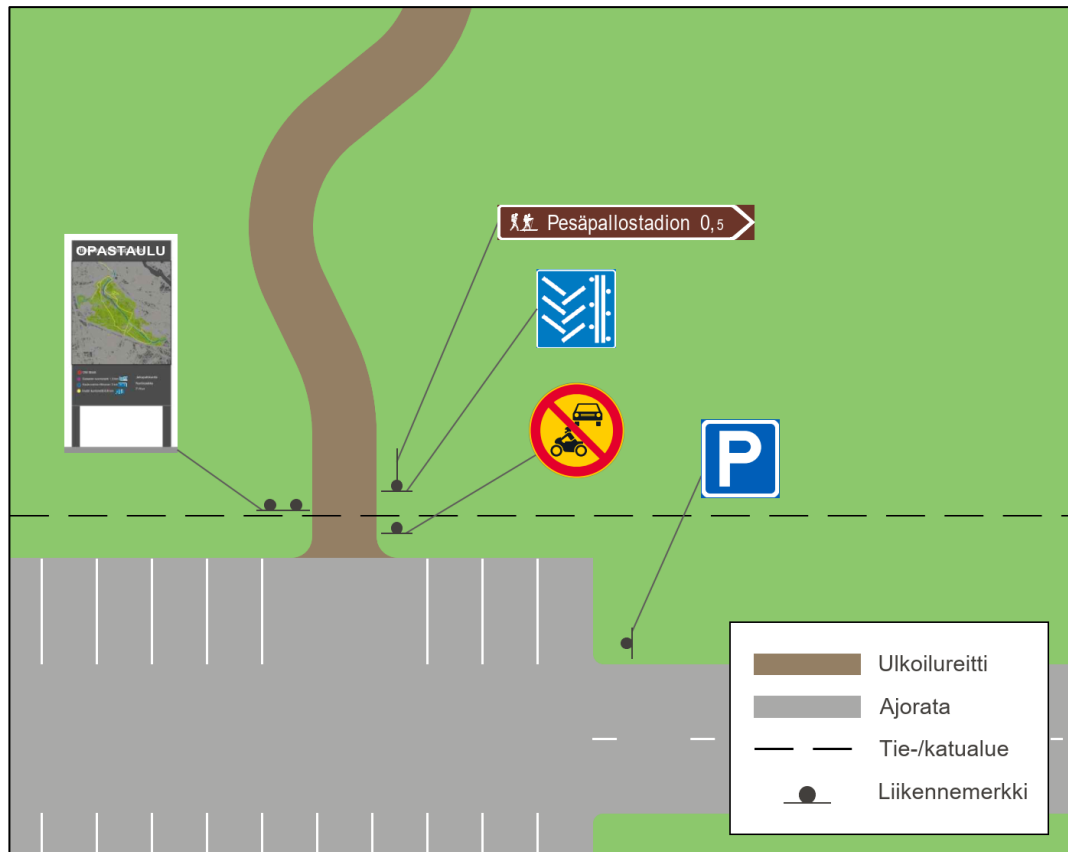 OPASTAULU
Pesäpallostadion 0,5
P
Ulkoilureitti
Ajorata
Tie-/katualue
Liikennemerkki